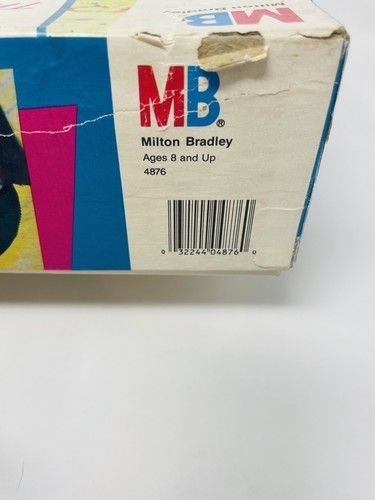 MB
Milton Bradley
MB®
Milton Bradley
Ages 8 and Up
4876
0 32244 04876 0